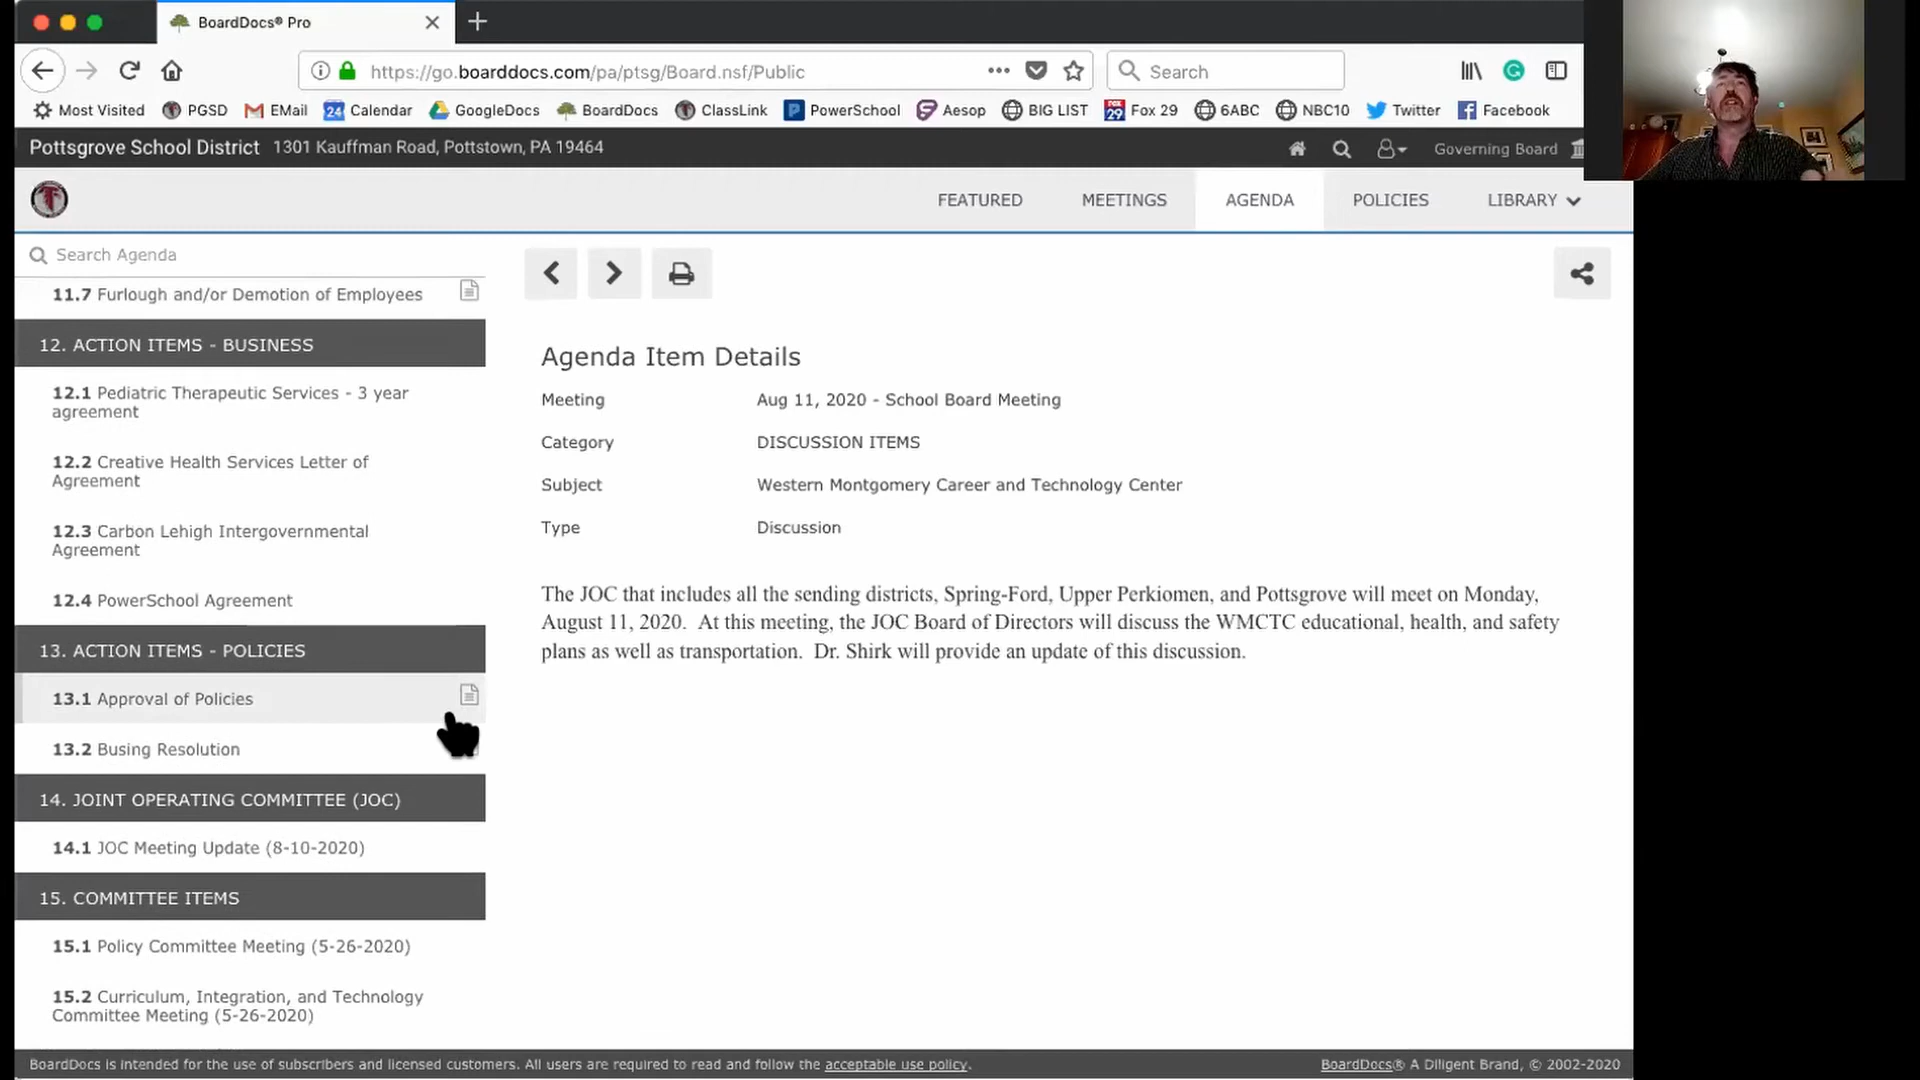 BoardDocs® Pro
https://go.boarddocs.com/pa/ptsg/Board.nsf/Public
Search
Most Visited PGSD EMail 24 Calendar GoogleDocs BoardDocs ClassLink PowerSchool Aesop BIG LIST Fox 29 6ABC NBC10 Twitter Facebook
Pottsgrove School District 1301 Kauffman Road, Pottstown, PA 19464 Governing Board
FEATURED MEETINGS AGENDA POLICIES LIBRARY
Search Agenda
11.7 Furlough and/or Demotion of Employees
12. ACTION ITEMS - BUSINESS
12.1 Pediatric Therapeutic Services - 3 year
agreement
12.2 Creative Health Services Letter of
Agreement
12.3 Carbon Lehigh Intergovernmental
Agreement
12.4 PowerSchool Agreement
13. ACTION ITEMS - POLICIES
13.1 Approval of Policies
13.2 Busing Resolution
14. JOINT OPERATING COMMITTEE (JOC)
14.1 JOC Meeting Update (8-10-2020)
15. COMMITTEE ITEMS
15.1 Policy Committee Meeting (5-26-2020)
15.2 Curriculum, Integration, and Technology
Committee Meeting (5-26-2020)
Agenda Item Details
Meeting Aug 11, 2020 - School Board Meeting
Category DISCUSSION ITEMS
Subject Western Montgomery Career and Technology Center
Type Discussion
The JOC that includes all the sending districts, Spring-Ford, Upper Perkiomen, and Pottsgrove will meet on Monday,
August 11, 2020. At this meeting, the JOC Board of Directors will discuss the WMCTC educational, health, and safety
plans as well as transportation. Dr. Shirk will provide an update of this discussion.
BoardDocs is intended for the use of subscribers and licensed customers. All users are required to read and follow the acceptable use policy.
BoardDocs® A Diligent Brand, © 2002-2020